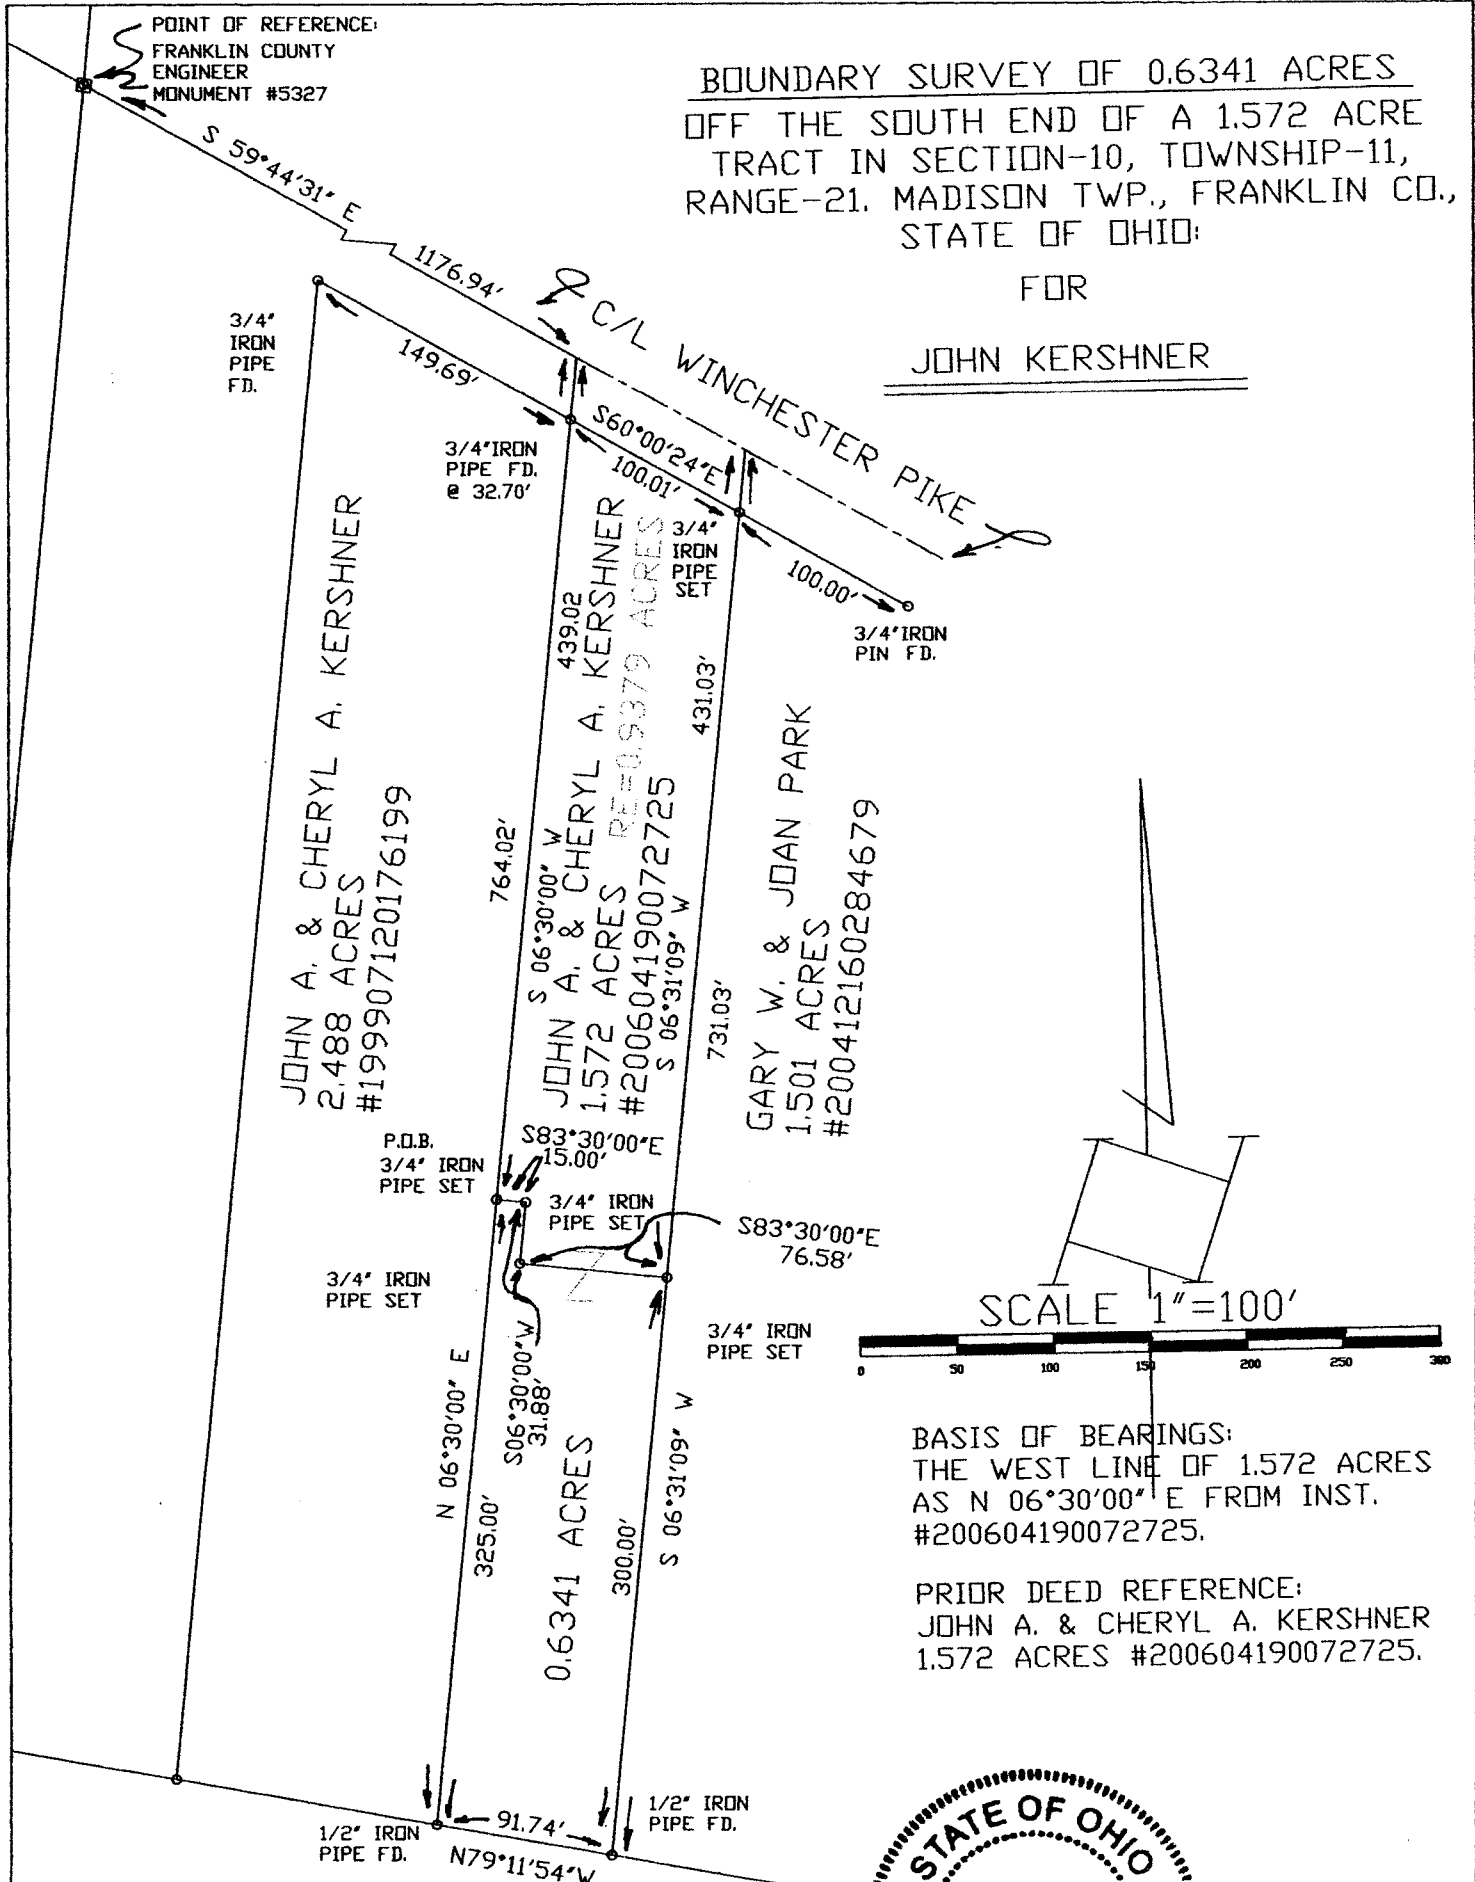 POINT OF REFERENCE:
FRANKLIN COUNTY
ENGINEER
MONUMENT #5327
BOUNDARY SURVEY OF 0.6341 ACRES
OFF THE SOUTH END OF A 1.572 ACRE
TRACT IN SECTION-10, TOWNSHIP-11,
RANGE-21. MADISON TWP., FRANKLIN CO.,
STATE OF OHIO:
FOR
JOHN KERSHNER
S 59°44'31" E
1176.94'
C/L WINCHESTER PIKE
3/4"
IRON
PIPE
FD.
149.69'
3/4"IRON
PIPE FD.
@ 32.70'
S60°00'24"E
100.01'
3/4"
IRON
PIPE
SET
100.00'
3/4"IRON
PIN FD.
JOHN A. & CHERYL A. KERSHNER
2.488 ACRES
#199907120176199
764.02'
439.02
S 06°30'00" W
JOHN A. & CHERYL A. KERSHNER
1.572 ACRES
RE=0.9379 ACRES
#200604190072725
S 06°31'09" W
431.03'
731.03'
GARY W. & JOAN PARK
1.501 ACRES
#200412160284679
P.O.B.
3/4" IRON
PIPE SET
S83°30'00"E
15.00'
3/4" IRON
PIPE SET
S83°30'00"E
76.58'
3/4" IRON
PIPE SET
3/4" IRON
PIPE SET
N 06°30'00" E
325.00'
S06°30'00"W
31.88'
0.6341 ACRES
300.00'
S 06°31'09" W
N
SCALE 1"=100'
0 50 100 150 200 250 300
BASIS OF BEARINGS:
THE WEST LINE OF 1.572 ACRES
AS N 06°30'00" E FROM INST.
#200604190072725.
PRIOR DEED REFERENCE:
JOHN A. & CHERYL A. KERSHNER
1.572 ACRES #200604190072725.
1/2" IRON
PIPE FD.
91.74'
N79°11'54"W
1/2" IRON
PIPE FD.
STATE OF OHIO